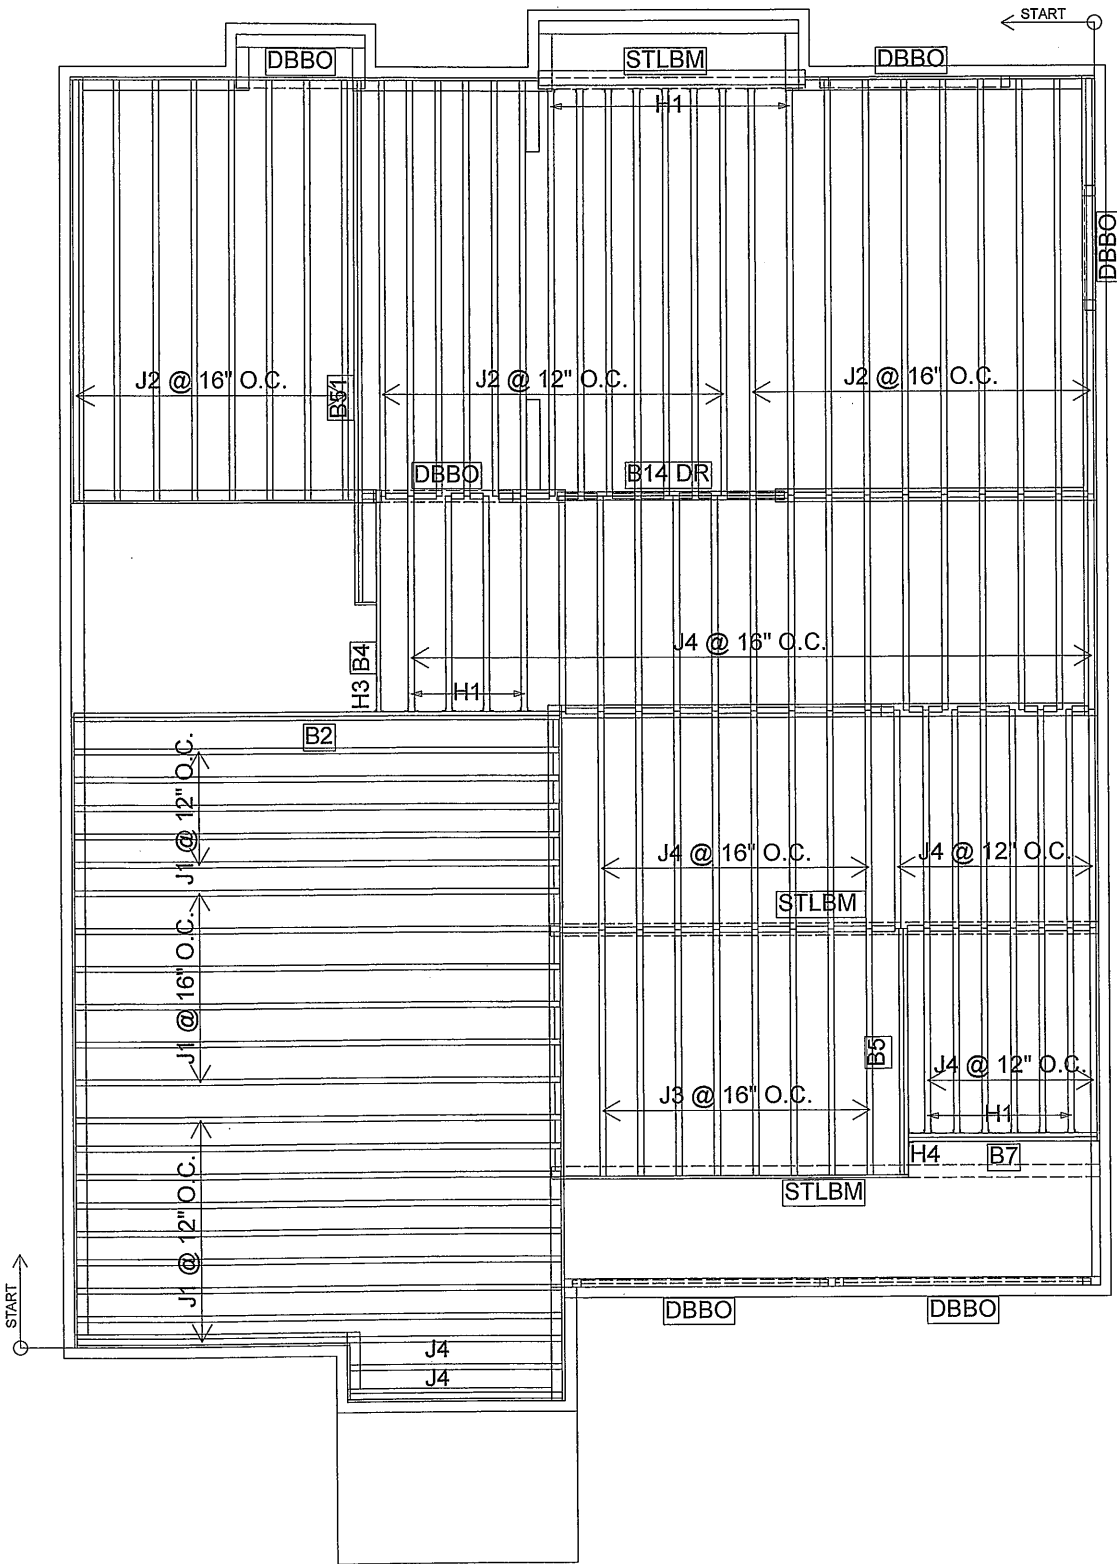 START
DBBO
STLBM
DBBO
H1
DBBO
J2 @ 16" O.C.
B51
J2 @ 12" O.C.
J2 @ 16" O.C.
DBBO
B14 DR
J4 @ 16" O.C.
H3 B4
H1
B2
J1 @ 12" O.C.
J4 @ 16" O.C.
J4 @ 12" O.C.
STLBM
J1 @ 16" O.C.
B5
J4 @ 12" O.C.
J3 @ 16" O.C.
H1
H4
B7
STLBM
J1 @ 12" O.C.
START
DBBO
DBBO
J4
J4